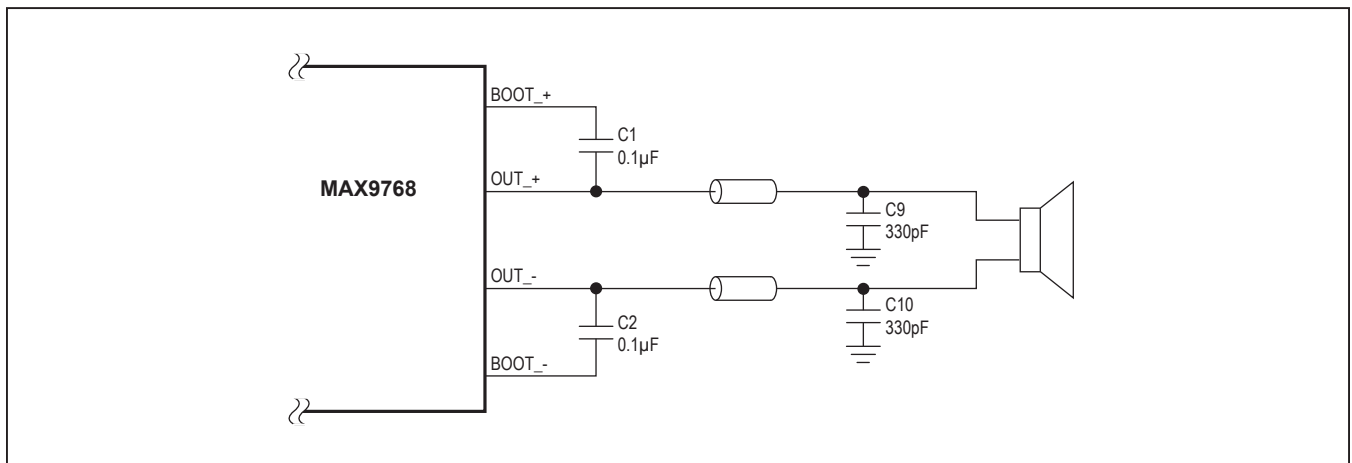 BOOT_+
C1
0.1µF
MAX9768
OUT_+
C9
330pF
OUT_-
C10
330pF
C2
0.1µF
BOOT_-